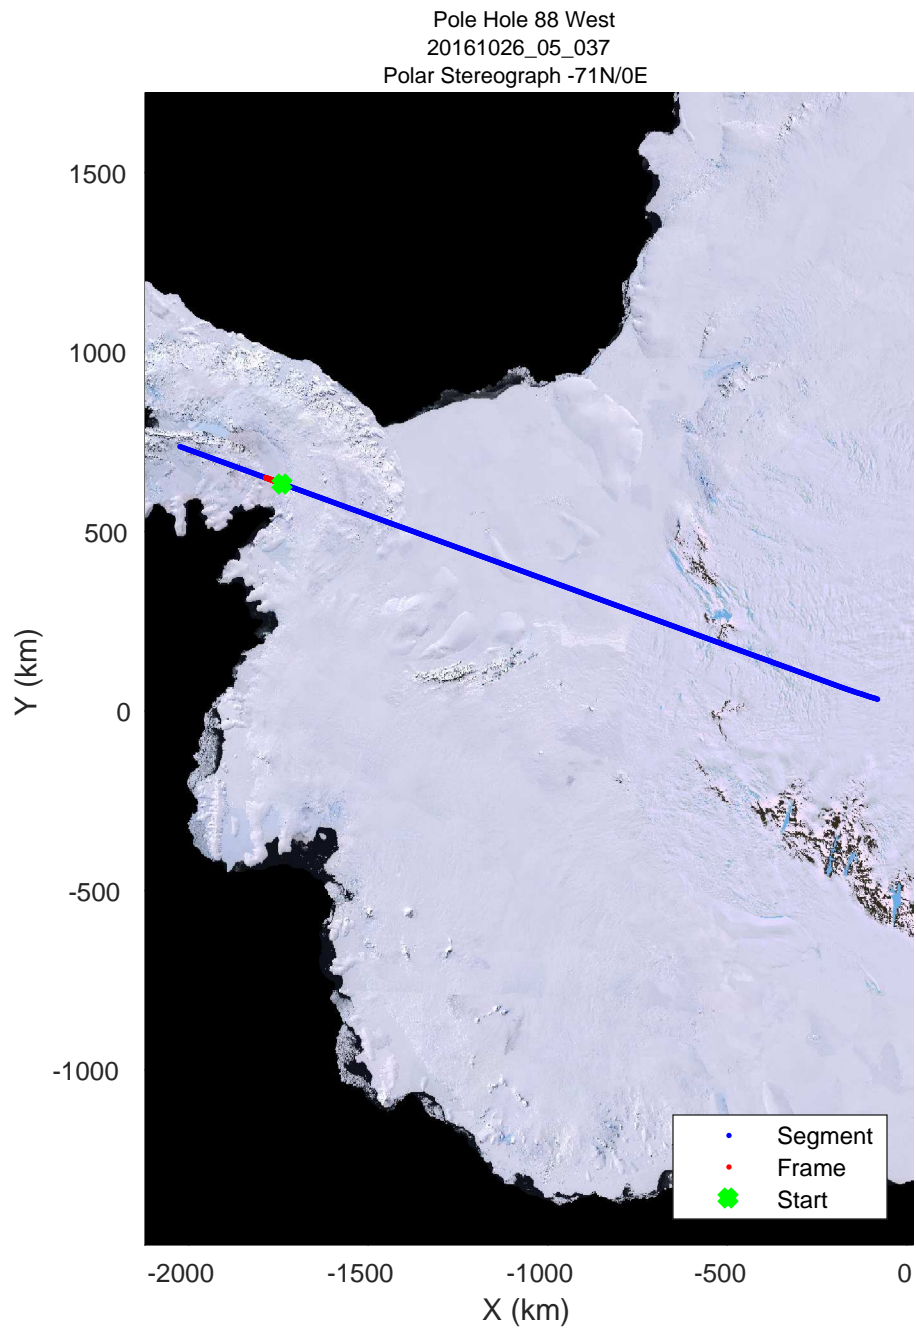 Pole Hole 88 West
20161026_05_037
Polar Stereograph -71N/0E
1500
1000
500
0
-500
-1000
Y (km)
-2000
-1500
-1000
-500
0
X (km)
Segment
Frame
Start